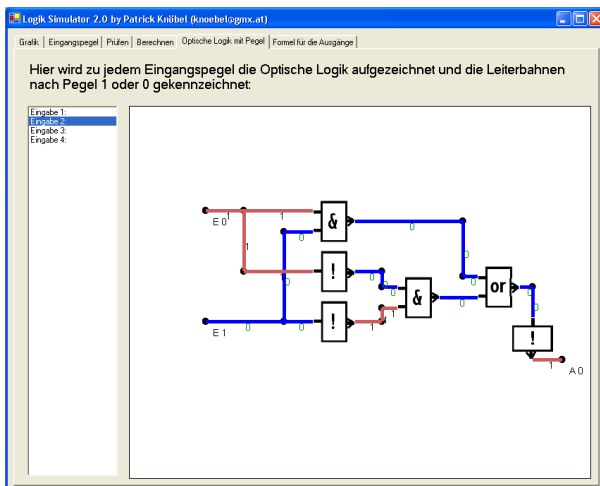 Logik Simulator 2.0 by Patrick Knöbel (knoebel@gmx.at)
Grafik Eingangspegel Prüfen Berechnen Optische Logik mit Pegel Formel für die Ausgänge
Hier wird zu jedem Eingangspegel die Optische Logik aufgezeichnet und die Leiterbahnen
nach Pegel 1 oder 0 gekennzeichnet:
Eingabe 1:
Eingabe 2:
Eingabe 3:
Eingabe 4:
E 0
1
1
&
0
0
1
0
!
0
0
0
&
or
0
0
0
E 1
0
0
!
1
1
!
1
A 0